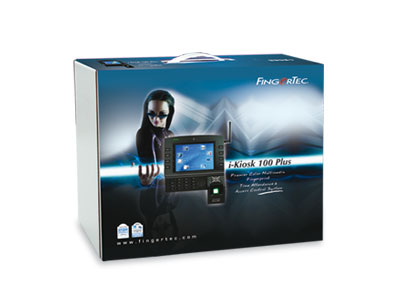 FINGERTEC
i-Kiosk 100 Plus
Premier Color Multimedia
Fingerprint
Time Attendance &
Access Control System
www.fingertec.com